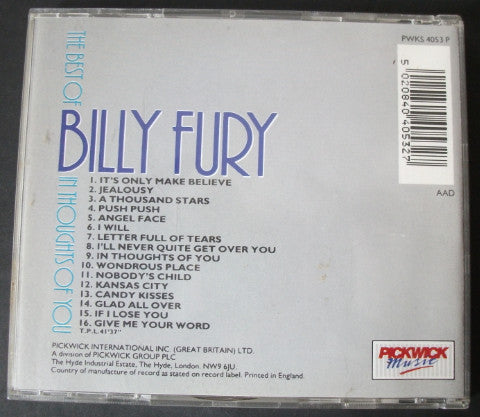 PWKS 4053 P
5 020840 405327
AAD
THE BEST OF
BILLY FURY
IN THOUGHTS OF YOU
1. IT'S ONLY MAKE BELIEVE
2. JEALOUSY
3. A THOUSAND STARS
4. PUSH PUSH
5. ANGEL FACE
6. I WILL
7. LETTER FULL OF TEARS
8. I'LL NEVER QUITE GET OVER YOU
9. IN THOUGHTS OF YOU
10. WONDROUS PLACE
11. NOBODY'S CHILD
12. KANSAS CITY
13. CANDY KISSES
14. GLAD ALL OVER
15. IF I LOSE YOU
16. GIVE ME YOUR WORD
T.P.L. 41'37"
PICKWICK INTERNATIONAL INC. (GREAT BRITAIN) LTD.
A division of PICKWICK GROUP PLC
The Hyde Industrial Estate, The Hyde, London. NW9 6JU.
Country of manufacture of record as stated on record label. Printed in England.
PICKWICK
Music